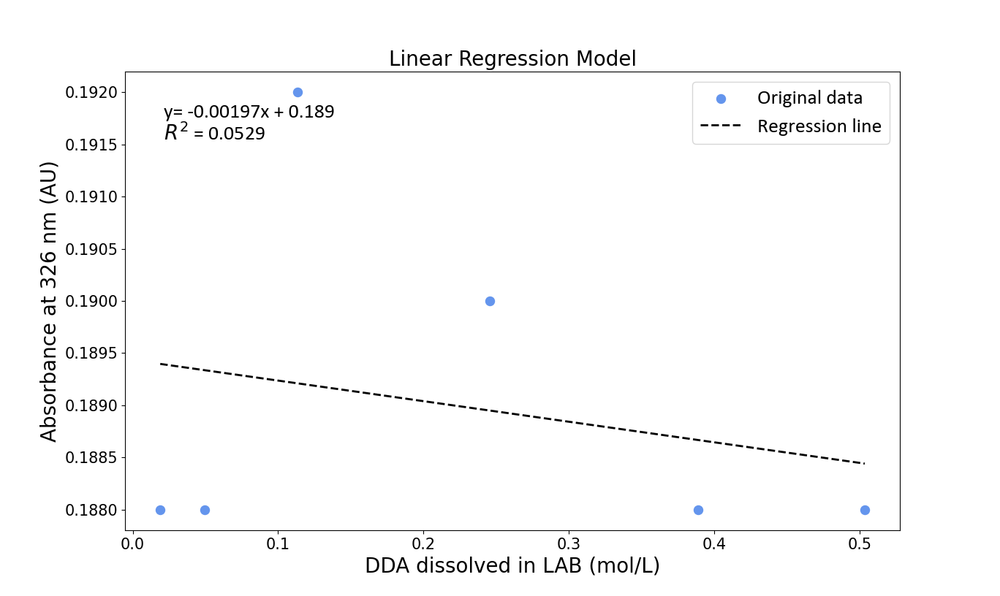 Linear Regression Model
y= -0.00197x + 0.189
R² = 0.0529
Original data
Regression line
Absorbance at 326 nm (AU)
0.1920
0.1915
0.1910
0.1905
0.1900
0.1895
0.1890
0.1885
0.1880
0.0 0.1 0.2 0.3 0.4 0.5
DDA dissolved in LAB (mol/L)